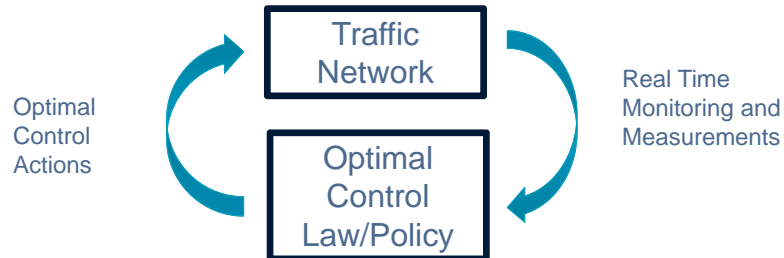 Traffic
Network
Optimal
Control
Actions
Real Time
Monitoring and
Measurements
Optimal
Control
Law/Policy